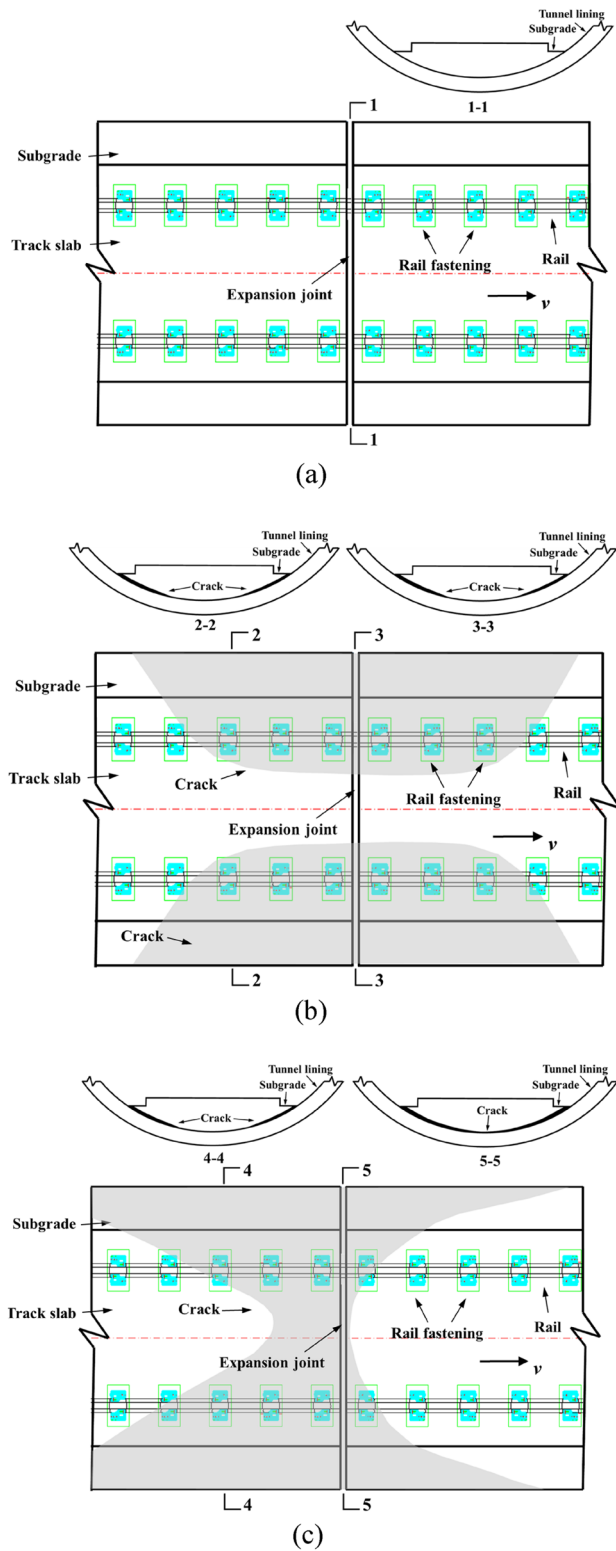 Tunnel lining
Subgrade
1-1
1
Subgrade
Track slab
Rail fastening
Rail
Expansion joint
v
1
(a)
Tunnel lining
Subgrade
Crack
2-2
Tunnel lining
Subgrade
Crack
3-3
2
3
Subgrade
Track slab
Crack
Rail fastening
Rail
Expansion joint
v
Crack
2
3
(b)
Tunnel lining
Subgrade
Crack
4-4
Tunnel lining
Subgrade
Crack
5-5
4
5
Subgrade
Track slab
Crack
Rail fastening
Rail
Expansion joint
v
4
5
(c)